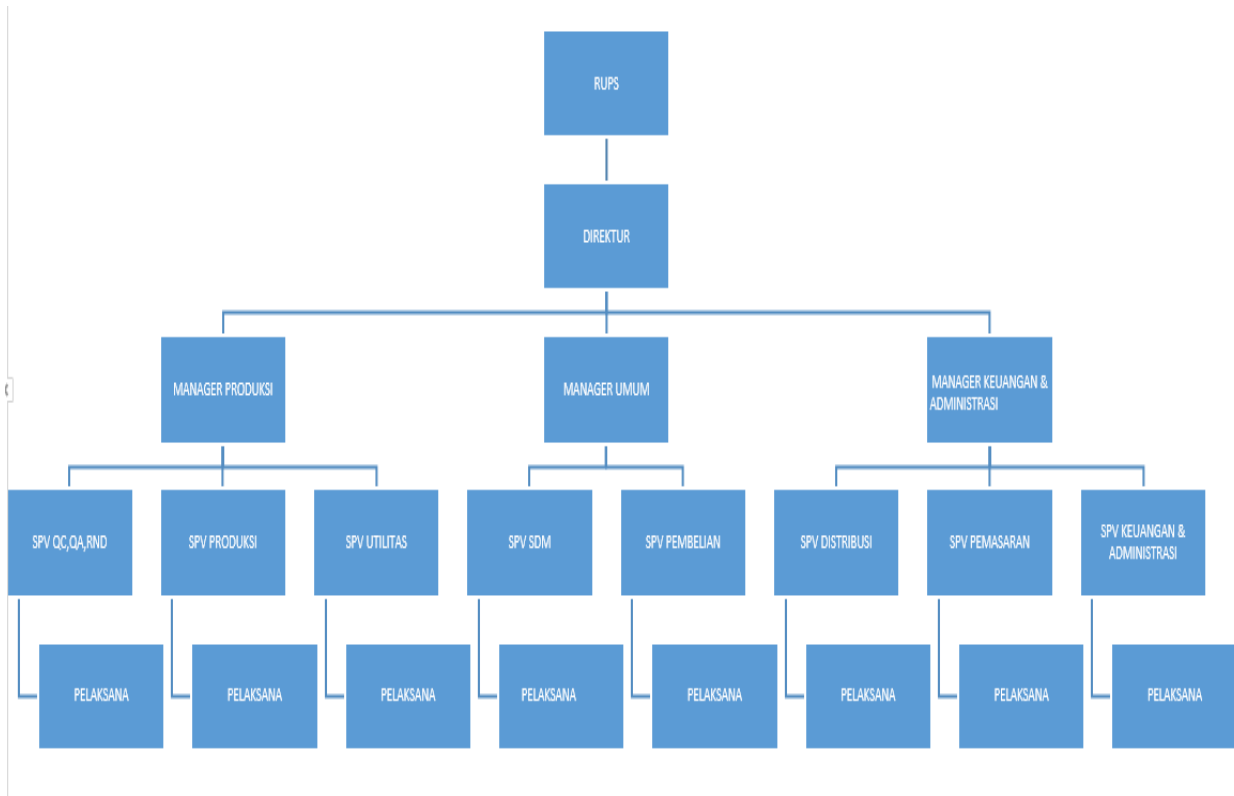 RUPS
DIREKTUR
MANAGER PRODUKSI
MANAGER UMUM
MANAGER KEUANGAN &
ADMINISTRASI
SPV QC,QA,RND
SPV PRODUKSI
SPV UTILITAS
SPV SDM
SPV PEMBELIAN
SPV DISTRIBUSI
SPV PEMASARAN
SPV KEUANGAN &
ADMINISTRASI
PELAKSANA
PELAKSANA
PELAKSANA
PELAKSANA
PELAKSANA
PELAKSANA
PELAKSANA
PELAKSANA